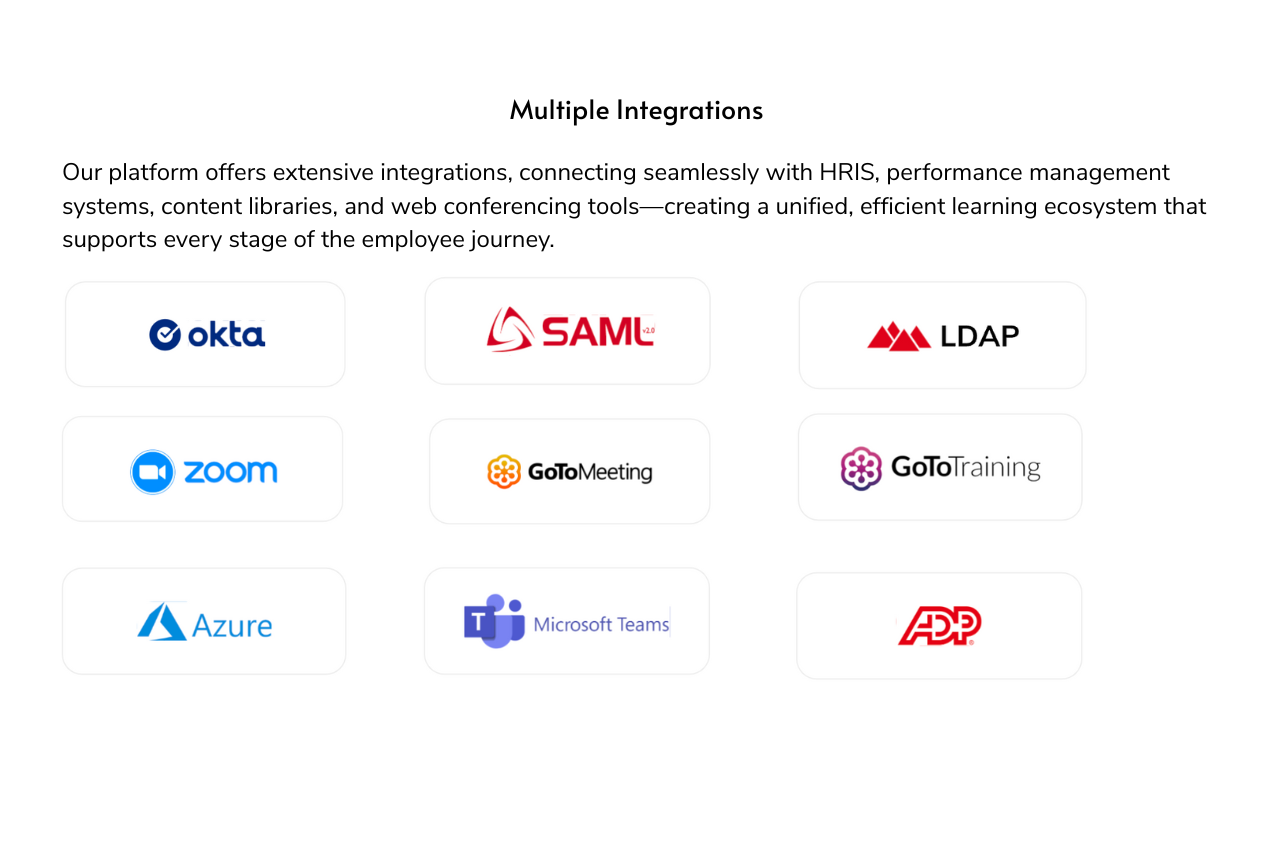 Multiple Integrations
Our platform offers extensive integrations, connecting seamlessly with HRIS, performance management
systems, content libraries, and web conferencing tools—creating a unified, efficient learning ecosystem that
supports every stage of the employee journey.
okta
SAML v2.0
LDAP
zoom
GoToMeeting
GoToTraining
Azure
T Microsoft Teams
ADP®